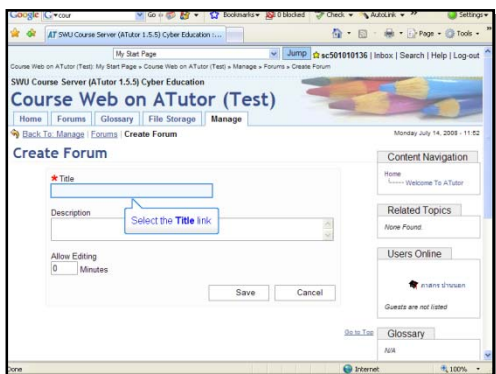 Google
G▾cour
Go
Bookmarks▾
0 blocked
Check ▾
AutoLink ▾
Settings▾
AT SWU Course Server (ATutor 1.5.5) Cyber Education :...
Page ▾
Tools ▾
My Start Page
Jump
sc501010136 | Inbox | Search | Help | Log-out
Course Web on ATutor (Test): My Start Page » Course Web on ATutor (Test) » Manage » Forums » Create Forum
SWU Course Server (ATutor 1.5.5) Cyber Education
Course Web on ATutor (Test)
Home
Forums
Glossary
File Storage
Manage
Back To: Manage | Forums | Create Forum
Monday July 14, 2008 - 11:52
Create Forum
Content Navigation
Home
Welcome To ATutor
* Title
Select the Title link
Description
Related Topics
None Found
Allow Editing
0 Minutes
Users Online
Guests are not listed
Save
Cancel
Go to Top
Glossary
N/A
Done
Internet
100%